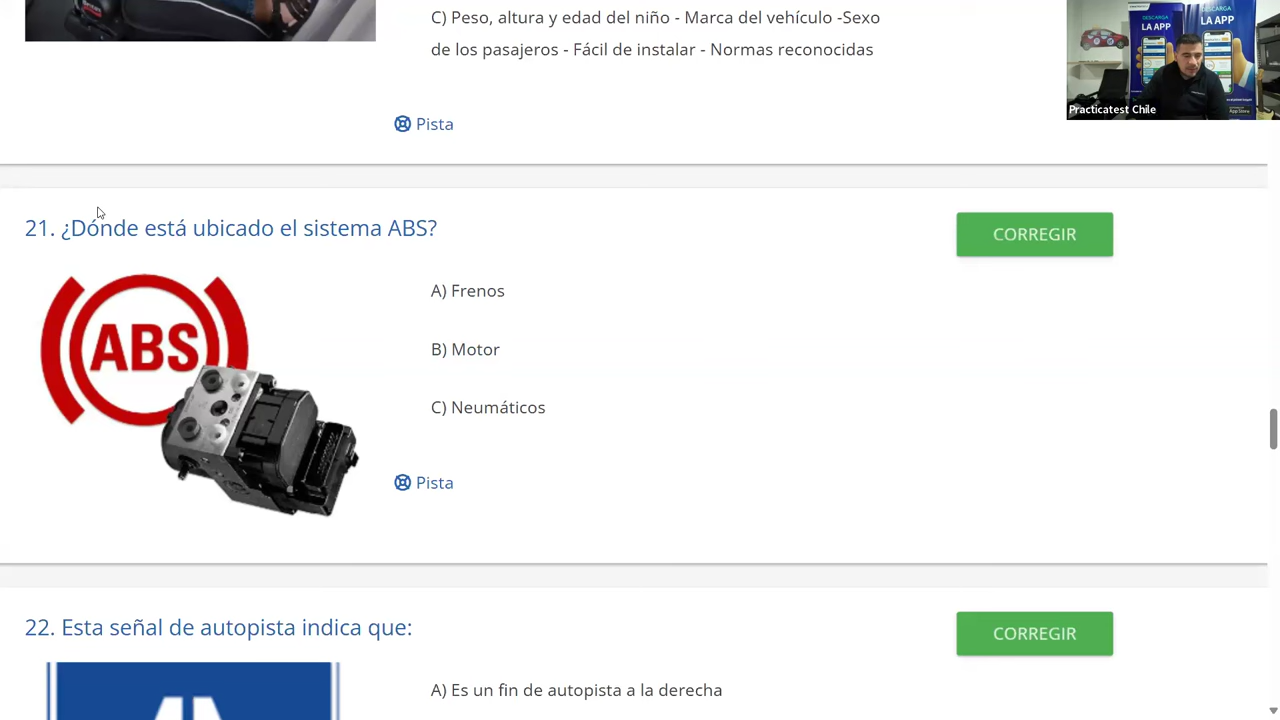 C) Peso, altura y edad del niño - Marca del vehículo -Sexo
de los pasajeros - Fácil de instalar - Normas reconocidas
Pista
DESCARGA
LA APP
DESCARGA
LA APP
Practicatest Chile
21. ¿Dónde está ubicado el sistema ABS?
CORREGIR
ABS
A) Frenos
B) Motor
C) Neumáticos
Pista
22. Esta señal de autopista indica que:
CORREGIR
A) Es un fin de autopista a la derecha